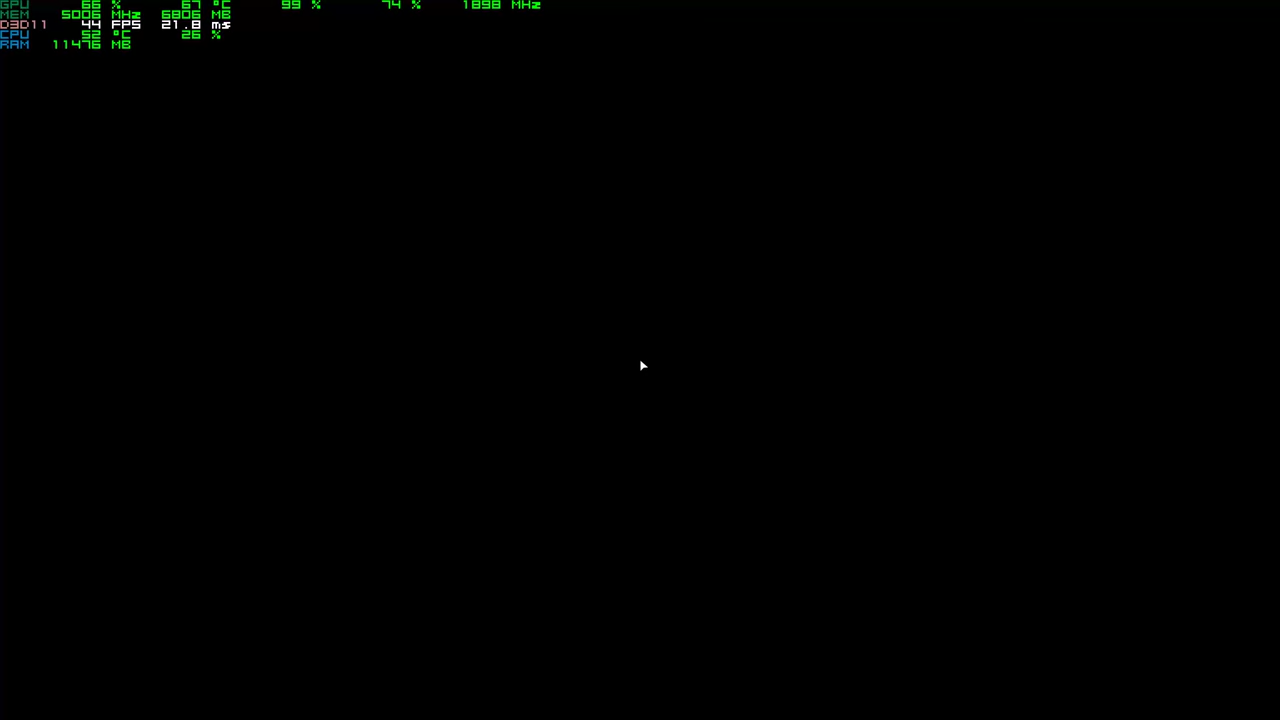 GPU 66 % 67 °C 99 % 74 % 1898 MHz
MEM 5006 MHz 6806 MB
D3D11 44 FPS 21.8 ms
CPU 52 °C 26 %
RAM 11476 MB